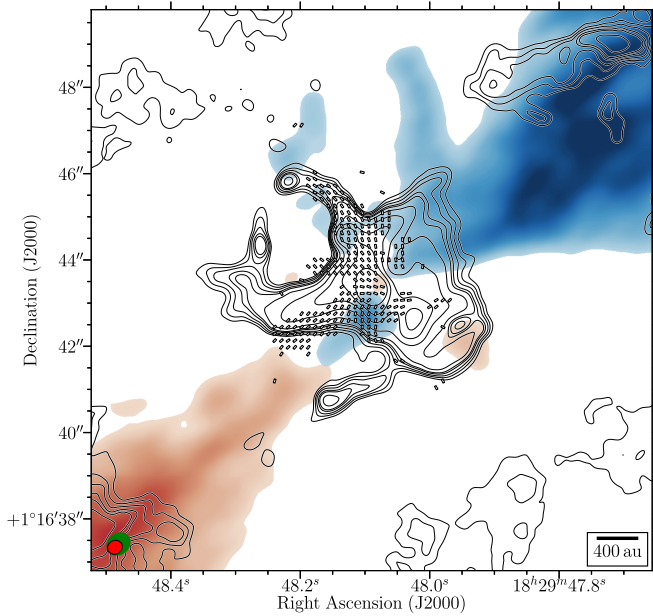 48″
46″
44″
42″
40″
+1°16′38″
Declination (J2000)
400 au
48.4ˢ
48.2ˢ
48.0ˢ
18ʰ29ᵐ47.8ˢ
Right Ascension (J2000)